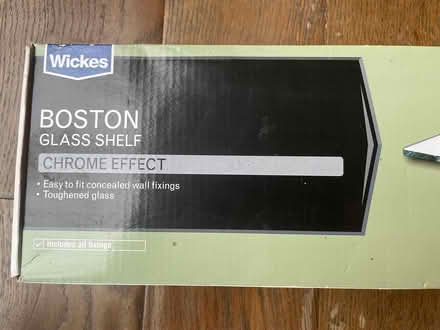 Wickes
BOSTON
GLASS SHELF
CHROME EFFECT
• Easy to fit concealed wall fixings
• Toughened glass
✓ Includes all fixings